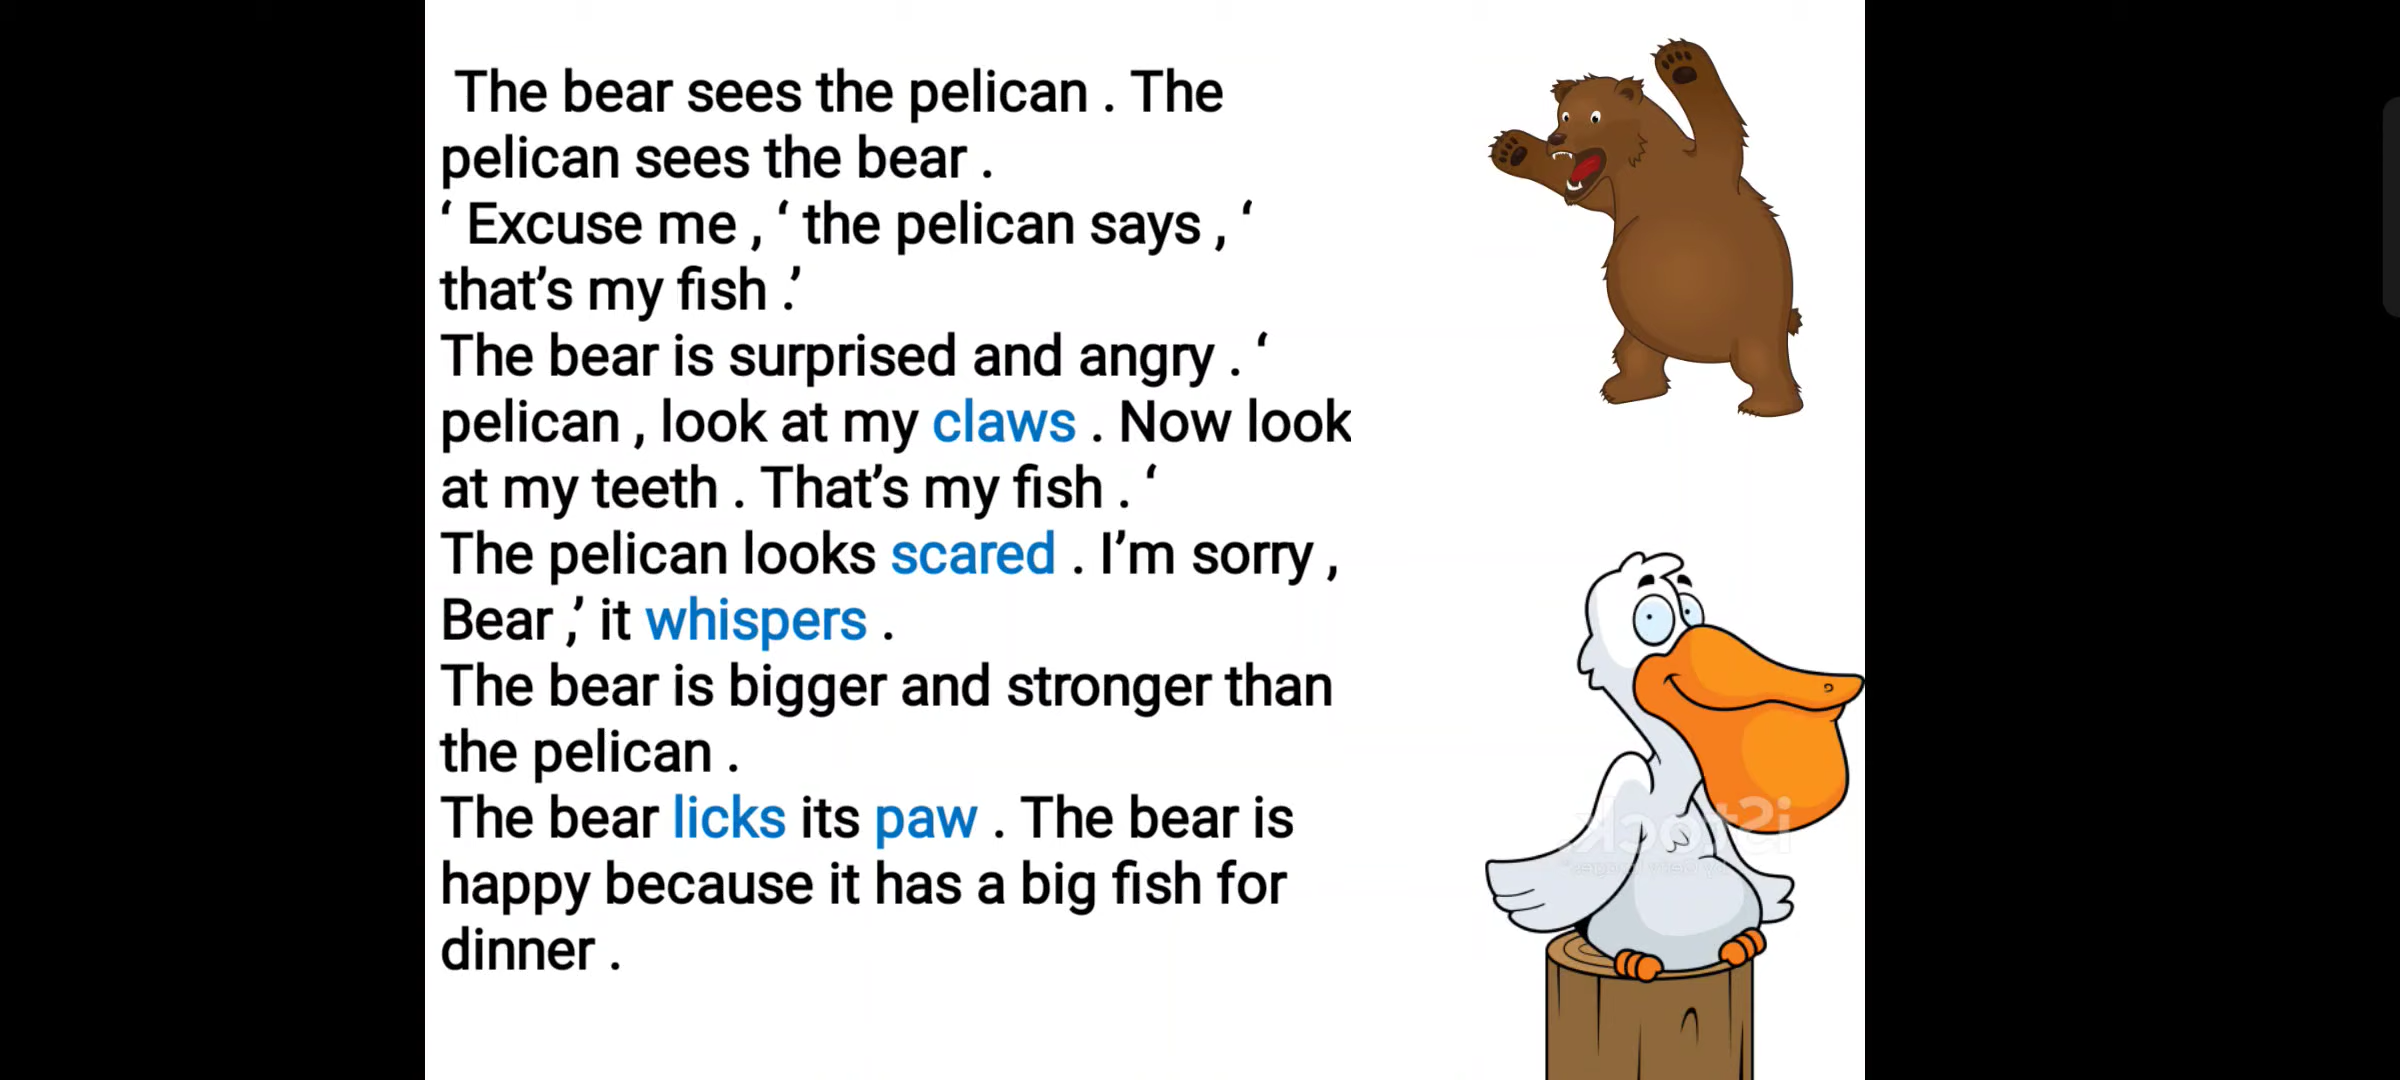 The bear sees the pelican . The
pelican sees the bear .
‘ Excuse me , ‘ the pelican says , ‘
that’s my fish .’
The bear is surprised and angry . ‘
pelican , look at my claws . Now look
at my teeth . That’s my fish . ‘
The pelican looks scared . I’m sorry ,
Bear ,’ it whispers .
The bear is bigger and stronger than
the pelican .
The bear licks its paw . The bear is
happy because it has a big fish for
dinner .
iStock